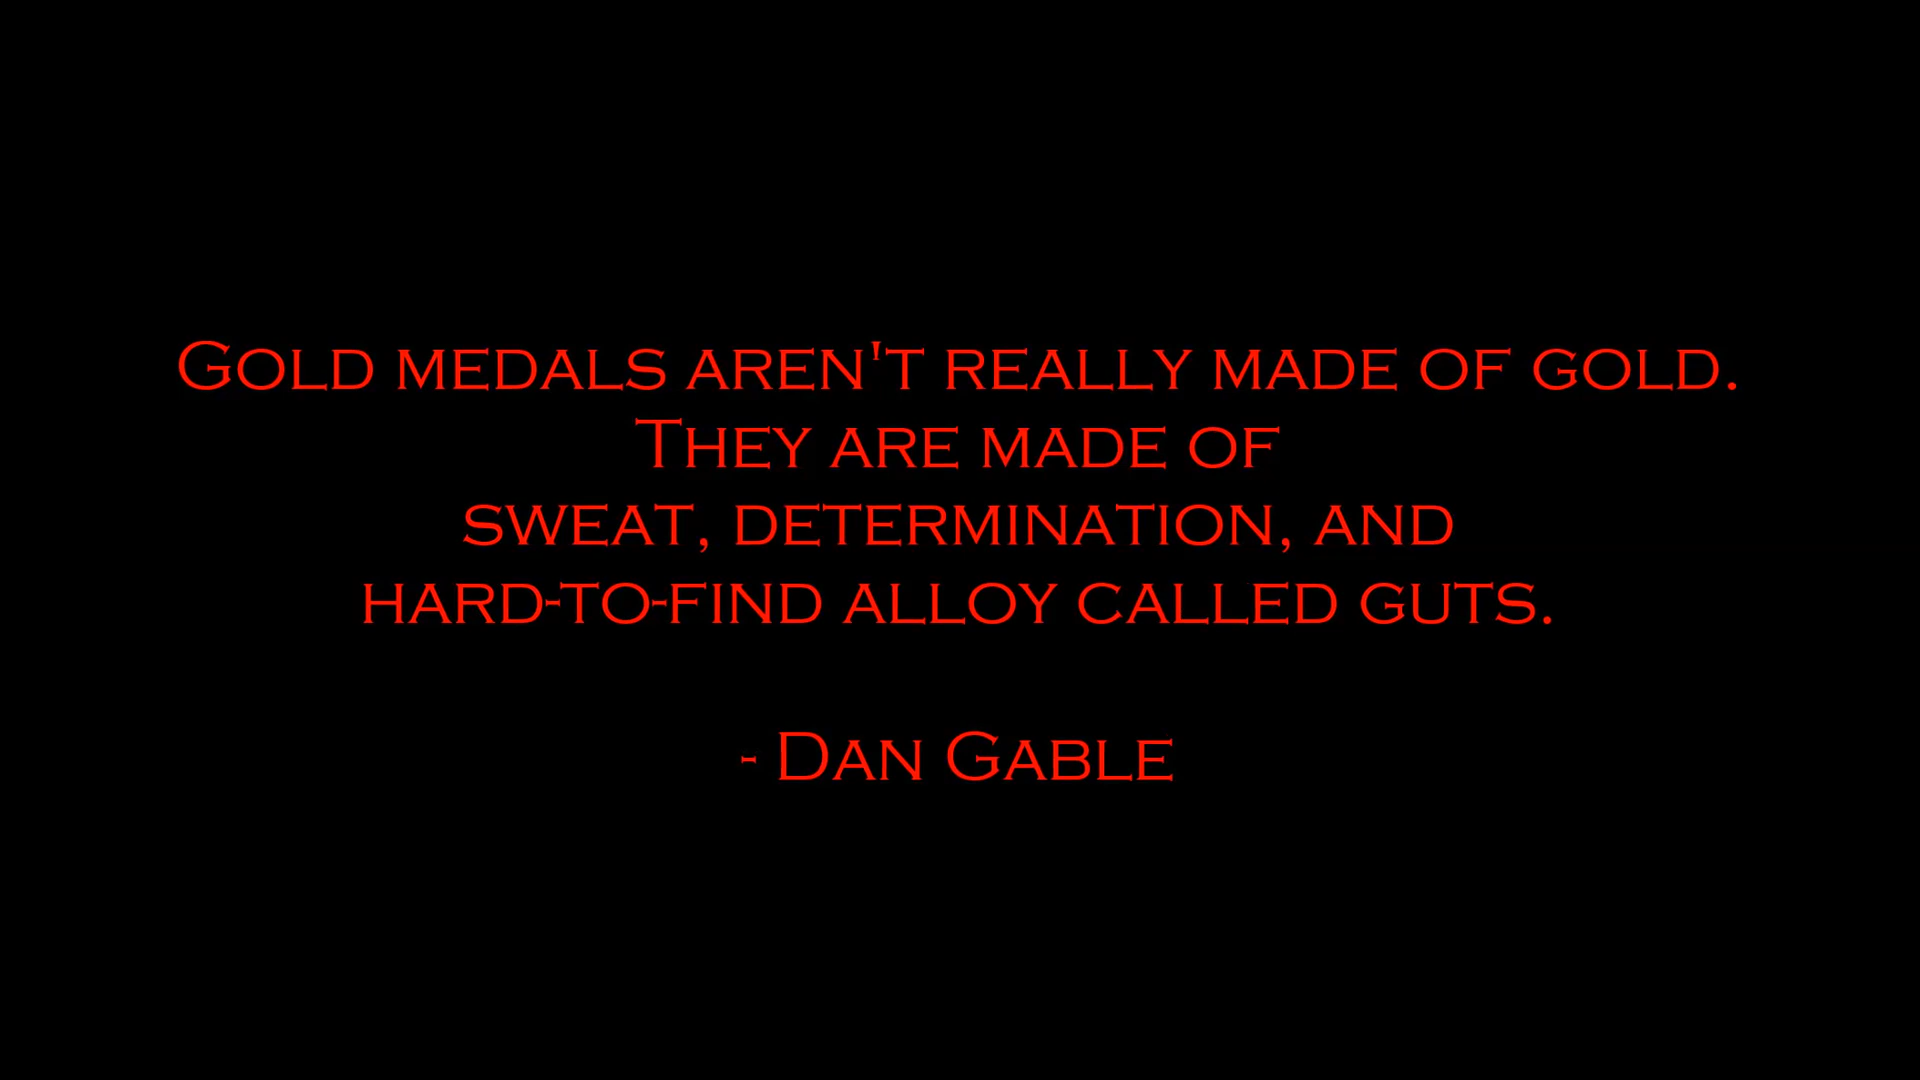 Gold medals aren't really made of gold.
They are made of
sweat, determination, and
hard-to-find alloy called guts.
- Dan Gable